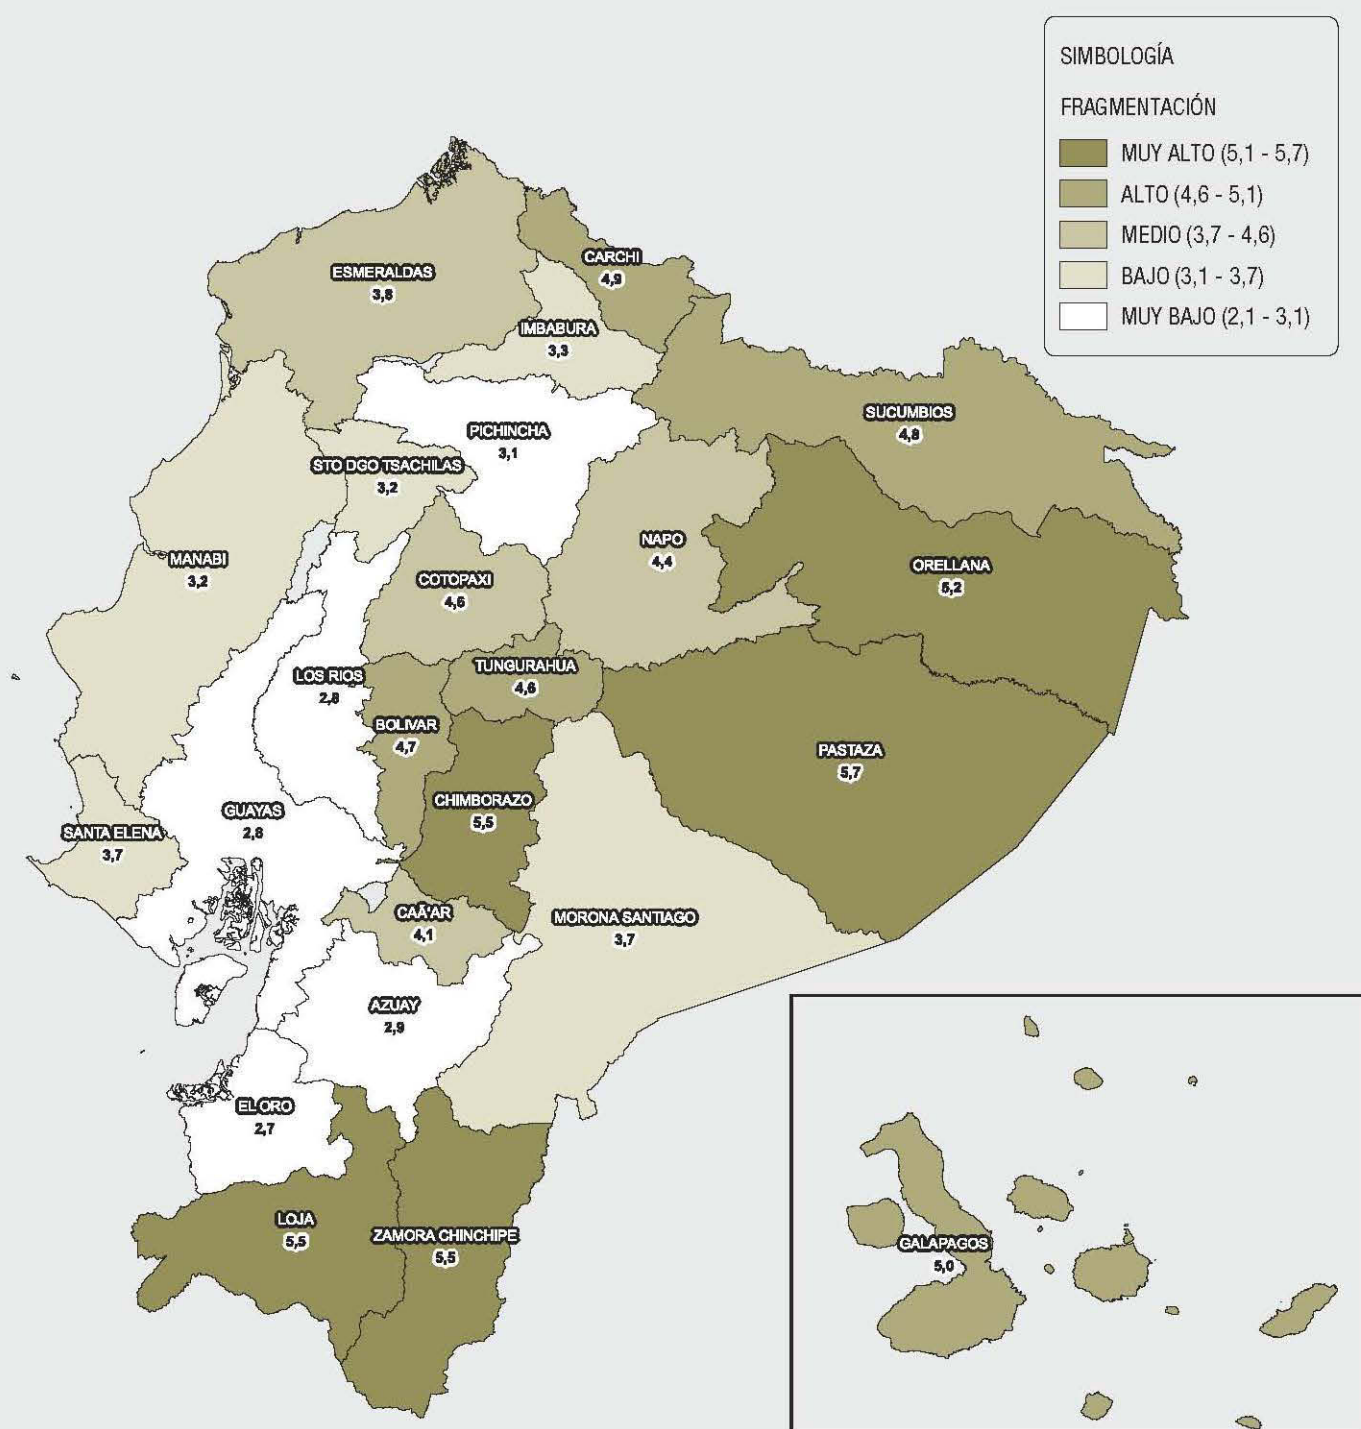 SIMBOLOGÍA
FRAGMENTACIÓN
MUY ALTO (5,1 - 5,7)
ALTO (4,6 - 5,1)
MEDIO (3,7 - 4,6)
BAJO (3,1 - 3,7)
MUY BAJO (2,1 - 3,1)
CARCHI
4,9
ESMERALDAS
3,8
IMBABURA
3,3
SUCUMBIOS
4,8
PICHINCHA
3,1
STO DGO TSACHILAS
3,2
NAPO
4,4
MANABI
3,2
ORELLANA
5,2
COTOPAXI
4,6
TUNGURAHUA
4,6
LOS RIOS
2,8
BOLIVAR
4,7
PASTAZA
5,7
CHIMBORAZO
5,5
GUAYAS
2,8
SANTA ELENA
3,7
CAÃ'AR
4,1
MORONA SANTIAGO
3,7
AZUAY
2,9
EL ORO
2,7
LOJA
5,5
ZAMORA CHINCHIPE
5,5
GALAPAGOS
5,0